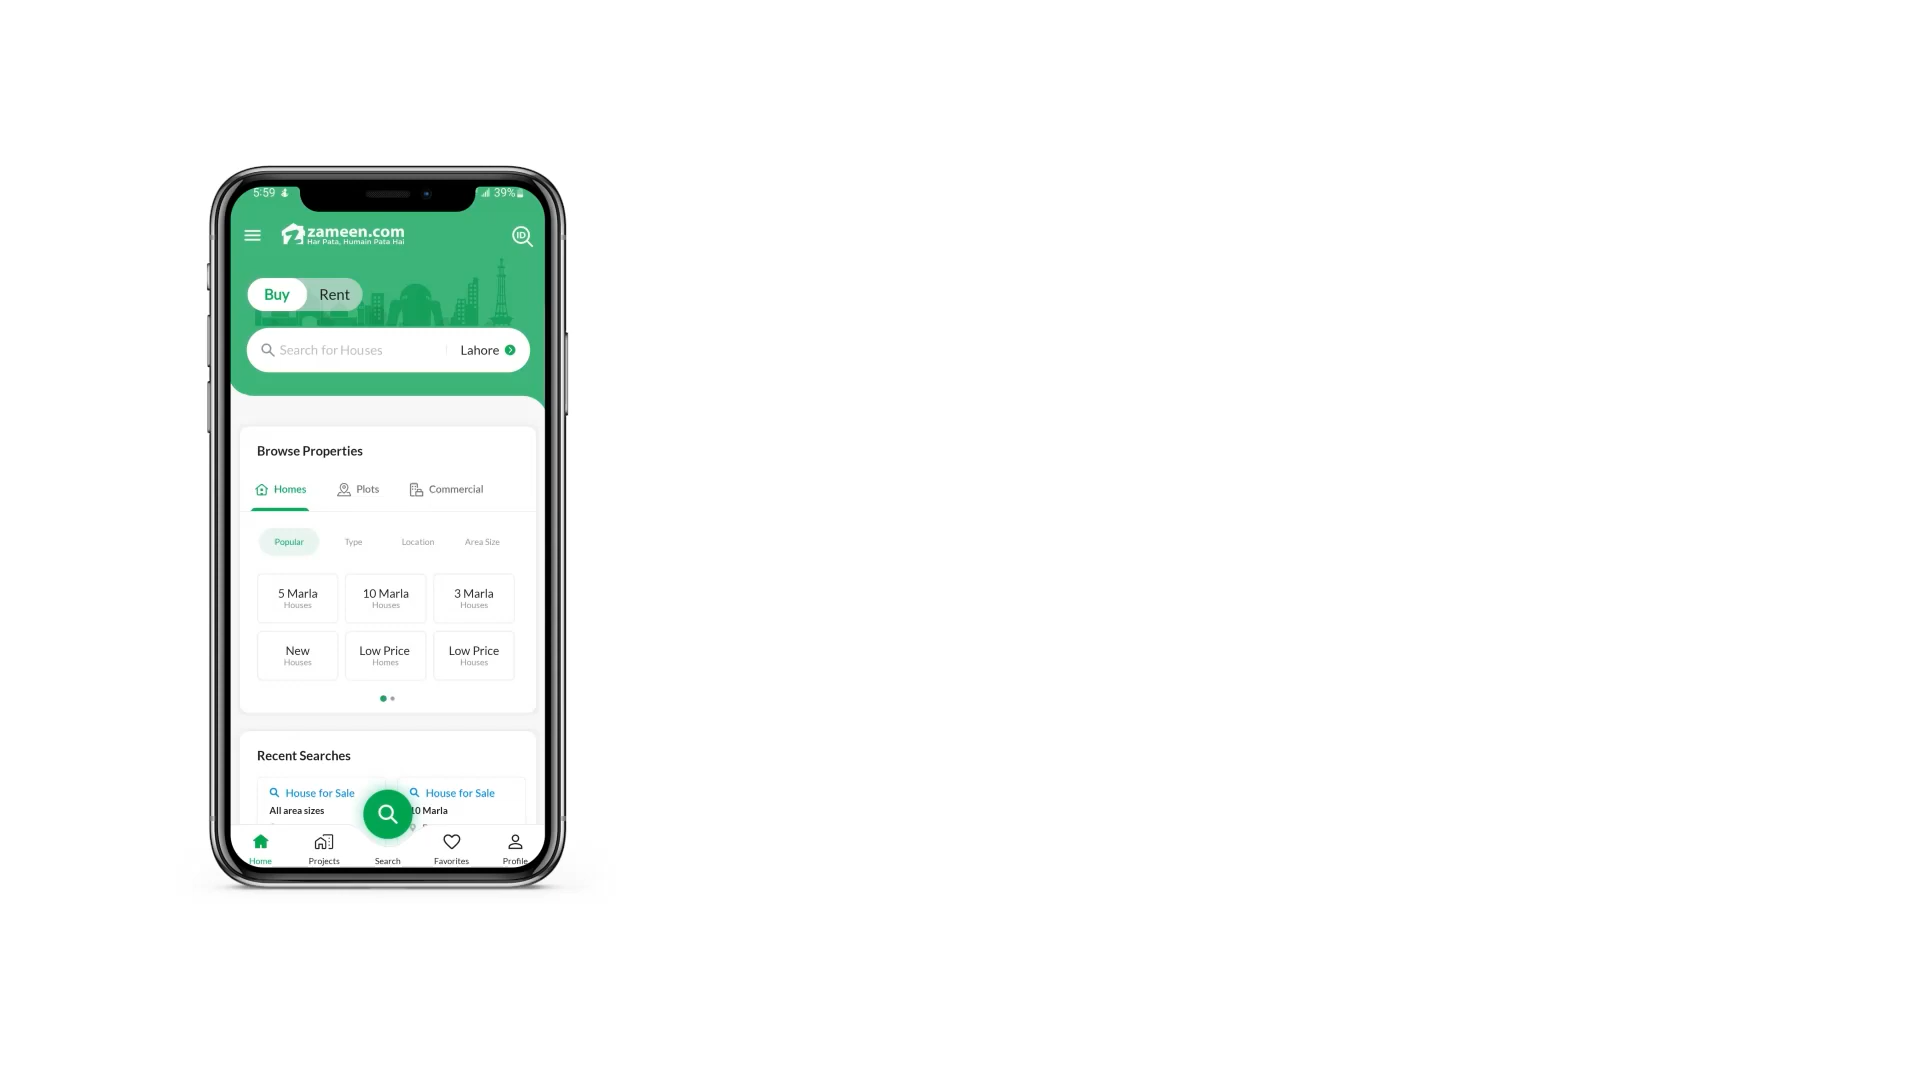 5:59
39%
zameen.com
Har Pata, Humain Pata Hai
ID
Buy Rent
Search for Houses
Lahore
Browse Properties
Homes Plots Commercial
Popular Type Location Area Size
5 Marla 10 Marla 3 Marla
Houses Houses Houses
New Low Price Low Price
Houses Homes Houses
Recent Searches
House for Sale House for Sale
All area sizes 10 Marla
Home Projects Search Favorites Profile